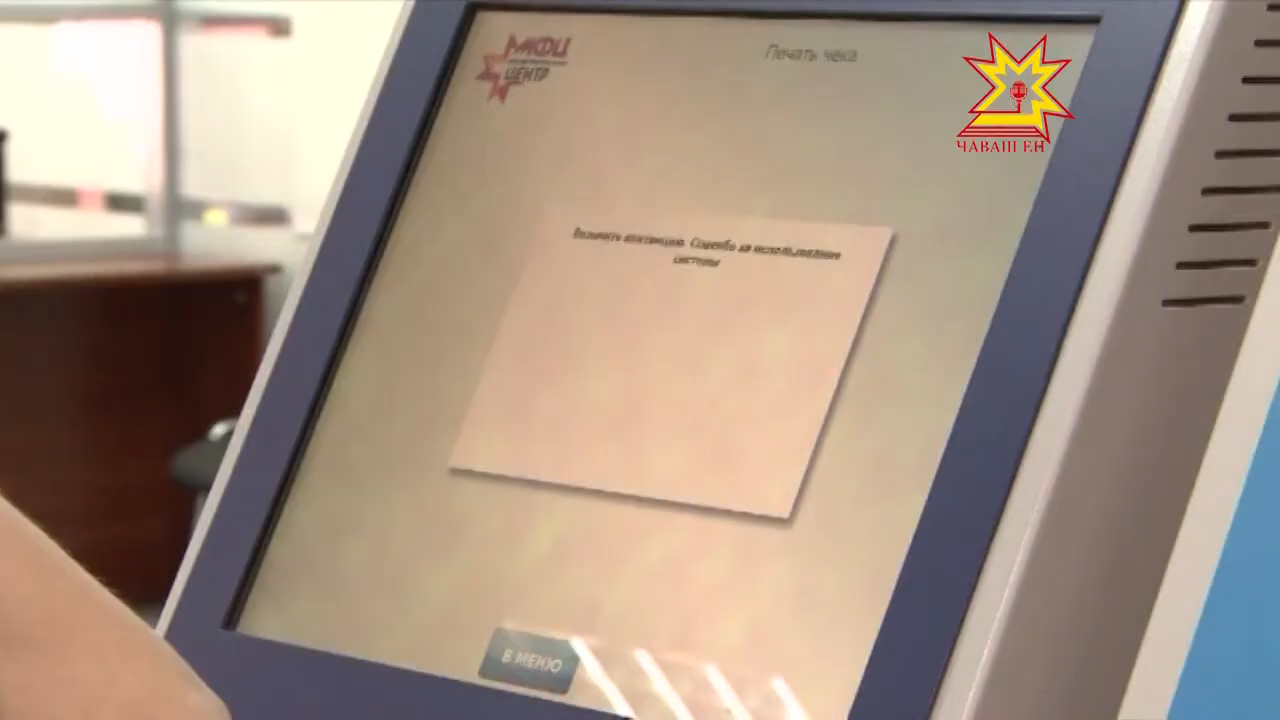 МФЦ
ЦЕНТР
Печать чека
ЧАВАШ ЕН
Возьмите квитанцию. Спасибо за использование
системы
В МЕНЮ